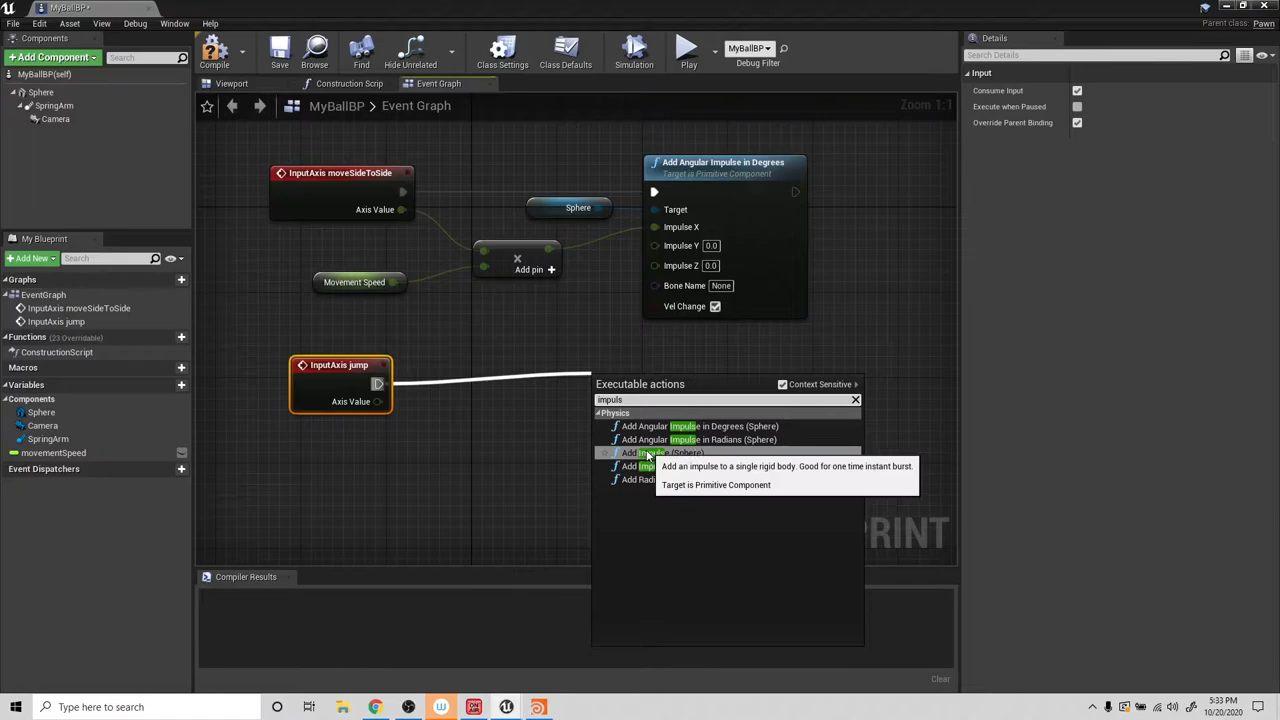 MyBallBP*
File Edit Asset View Debug Window Help
Parent class: Pawn
Components
+Add Component Search
MyBallBP(self)
Sphere
SpringArm
Camera
Compile Save Browse Find Hide Unrelated Class Settings Class Defaults Simulation Play MyBallBP Debug Filter
Viewport Construction Scrip Event Graph
MyBallBP > Event Graph Zoom 1:1
My Blueprint
+Add New Search
Graphs
EventGraph
InputAxis moveSideToSide
InputAxis jump
Functions (23 Overridable)
ConstructionScript
Macros
Variables
Components
Sphere
Camera
SpringArm
movementSpeed
Event Dispatchers
InputAxis moveSideToSide
Axis Value
Movement Speed
Add pin +
Sphere
Add Angular Impulse in Degrees
Target is Primitive Component
Target
Impulse X
Impulse Y 0.0
Impulse Z 0.0
Bone Name None
Vel Change
InputAxis jump
Axis Value
Executable actions Context Sensitive
impuls
Physics
Add Angular Impulse in Degrees (Sphere)
Add Angular Impulse in Radians (Sphere)
Add Impulse (Sphere)
Add Imp
Add Radi
Add an impulse to a single rigid body. Good for one time instant burst.
Target is Primitive Component
PRINT
Compiler Results
Clear
Details
Search Details
Input
Consume Input
Execute when Paused
Override Parent Binding
Type here to search
5:33 PM
10/20/2020